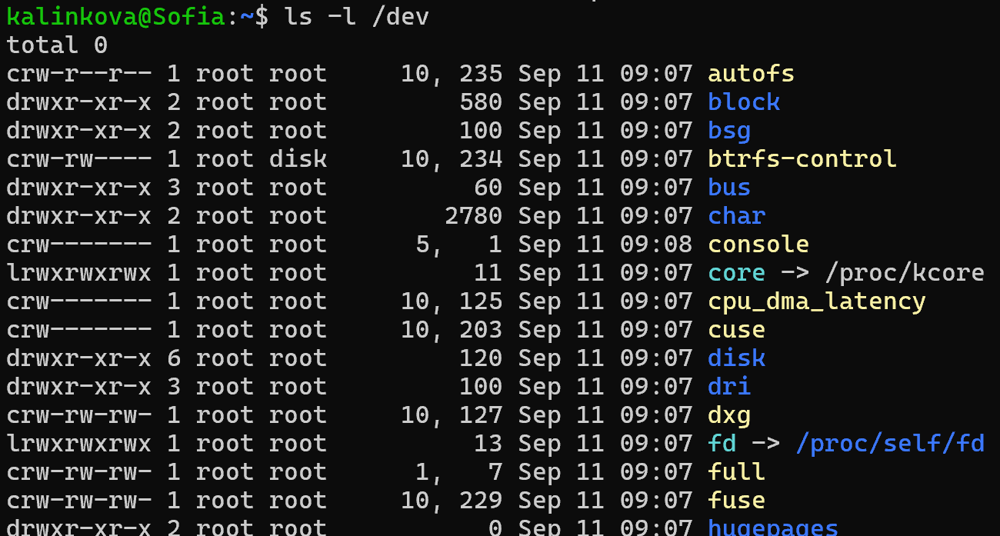 kalinkova@Sofia:~$ ls -l /dev
total 0
crw-r--r-- 1 root root     10, 235 Sep 11 09:07 autofs
drwxr-xr-x 2 root root         580 Sep 11 09:07 block
drwxr-xr-x 2 root root         100 Sep 11 09:07 bsg
crw-rw---- 1 root disk     10, 234 Sep 11 09:07 btrfs-control
drwxr-xr-x 3 root root          60 Sep 11 09:07 bus
drwxr-xr-x 2 root root        2780 Sep 11 09:07 char
crw------- 1 root root      5,   1 Sep 11 09:08 console
lrwxrwxrwx 1 root root          11 Sep 11 09:07 core -> /proc/kcore
crw------- 1 root root     10, 125 Sep 11 09:07 cpu_dma_latency
crw------- 1 root root     10, 203 Sep 11 09:07 cuse
drwxr-xr-x 6 root root         120 Sep 11 09:07 disk
drwxr-xr-x 3 root root         100 Sep 11 09:07 dri
crw-rw-rw- 1 root root     10, 127 Sep 11 09:07 dxg
lrwxrwxrwx 1 root root          13 Sep 11 09:07 fd -> /proc/self/fd
crw-rw-rw- 1 root root      1,   7 Sep 11 09:07 full
crw-rw-rw- 1 root root     10, 229 Sep 11 09:07 fuse
drwxr-xr-x 2 root root           0 Sep 11 09:07 hugepages